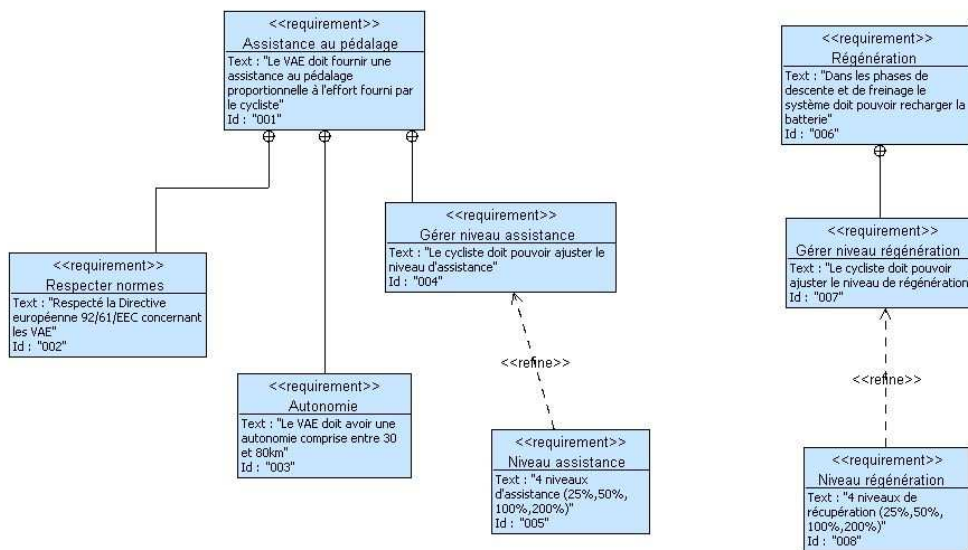 <<requirement>>
Assistance au pédalage
Text : "Le VAE doit fournir une
assistance au pédalage
proportionnelle à l'effort fourni par
le cycliste"
Id : "001"
<<requirement>>
Régénération
Text : "Dans les phases de
descente et de freinage le
système doit pouvoir recharger la
batterie"
Id : "006"
<<requirement>>
Gérer niveau assistance
Text : "Le cycliste doit pouvoir ajuster le
niveau d'assistance"
Id : "004"
<<requirement>>
Gérer niveau régénération
Text : "Le cycliste doit pouvoir
ajuster le niveau de régénération
Id : "007"
<<requirement>>
Respecter normes
Text : "Respecté la Directive
européenne 92/61/EEC concernant
les VAE"
Id : "002"
<<refine>>
<<refine>>
<<requirement>>
Autonomie
Text : "Le VAE doit avoir une
autonomie comprise entre 30
et 80km"
Id : "003"
<<requirement>>
Niveau assistance
Text : "4 niveaux
d'assistance (25%,50%,
100%,200%)"
Id : "005"
<<requirement>>
Niveau régénération
Text : "4 niveaux de
récupération (25%,50%,
100%,200%)"
Id : "008"